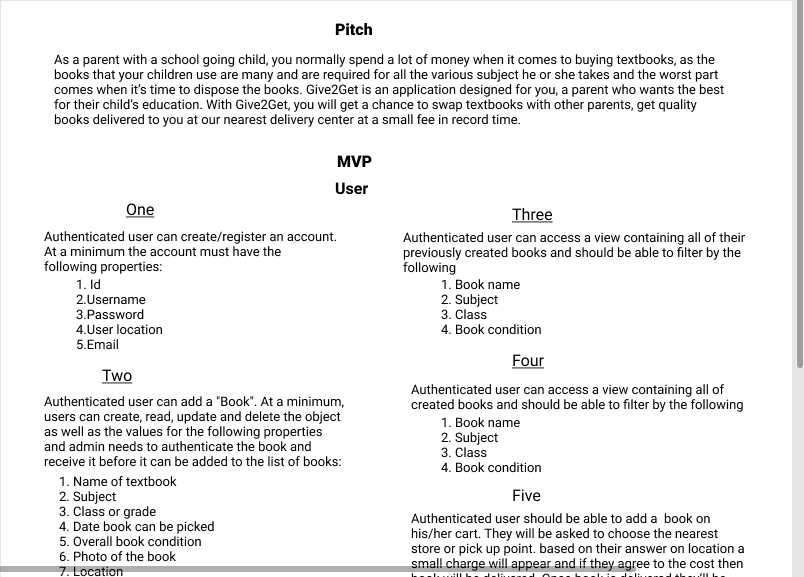 Pitch
As a parent with a school going child, you normally spend a lot of money when it comes to buying textbooks, as the
books that your children use are many and are required for all the various subject he or she takes and the worst part
comes when it's time to dispose the books. Give2Get is an application designed for you, a parent who wants the best
for their child's education. With Give2Get, you will get a chance to swap textbooks with other parents, get quality
books delivered to you at our nearest delivery center at a small fee in record time.
MVP
User
One
Authenticated user can create/register an account.
At a minimum the account must have the
following properties:
1. Id
2.Username
3.Password
4.User location
5.Email
Two
Authenticated user can add a "Book". At a minimum,
users can create, read, update and delete the object
as well as the values for the following properties
and admin needs to authenticate the book and
receive it before it can be added to the list of books:
1. Name of textbook
2. Subject
3. Class or grade
4. Date book can be picked
5. Overall book condition
6. Photo of the book
7. Location
Three
Authenticated user can access a view containing all of their
previously created books and should be able to filter by the
following
1. Book name
2. Subject
3. Class
4. Book condition
Four
Authenticated user can access a view containing all of
created books and should be able to filter by the following
1. Book name
2. Subject
3. Class
4. Book condition
Five
Authenticated user should be able to add a  book on
his/her cart. They will be asked to choose the nearest
store or pick up point. based on their answer on location a
small charge will appear and if they agree to the cost then
book will be delivered. Once book is delivered they'll be